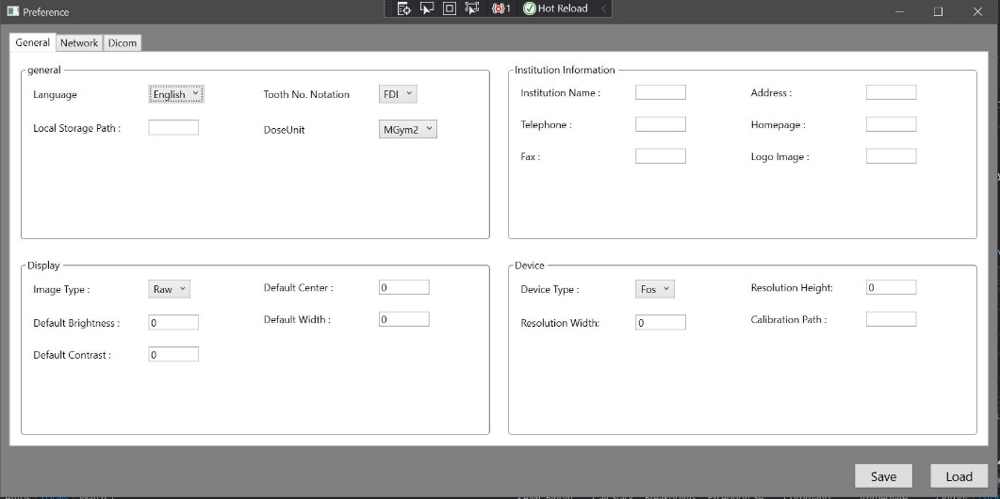 Preference
1 Hot Reload
General Network Dicom
general
Language English Tooth No. Notation FDI
Local Storage Path : DoseUnit MGym2
Institution Information
Institution Name : Address :
Telephone : Homepage :
Fax : Logo Image :
Display
Image Type : Raw Default Center : 0
Default Brightness : 0 Default Width : 0
Default Contrast : 0
Device
Device Type : Fos Resolution Height: 0
Resolution Width: 0 Calibration Path :
Save Load